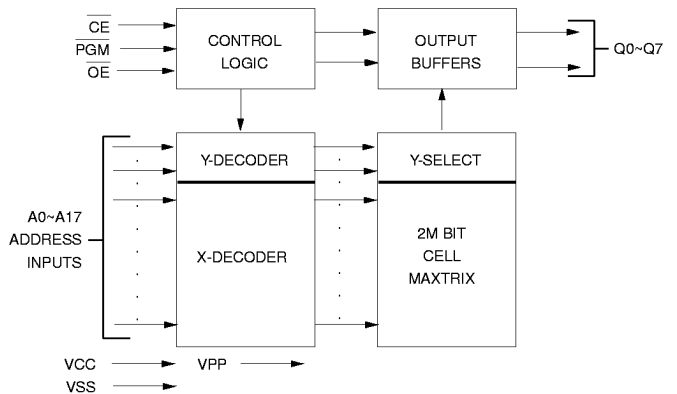 CE
PGM
OE
CONTROL
LOGIC
OUTPUT
BUFFERS
Q0~Q7
Y-DECODER
Y-SELECT
A0~A17
ADDRESS
INPUTS
X-DECODER
2M BIT
CELL
MAXTRIX
VCC
VPP
VSS